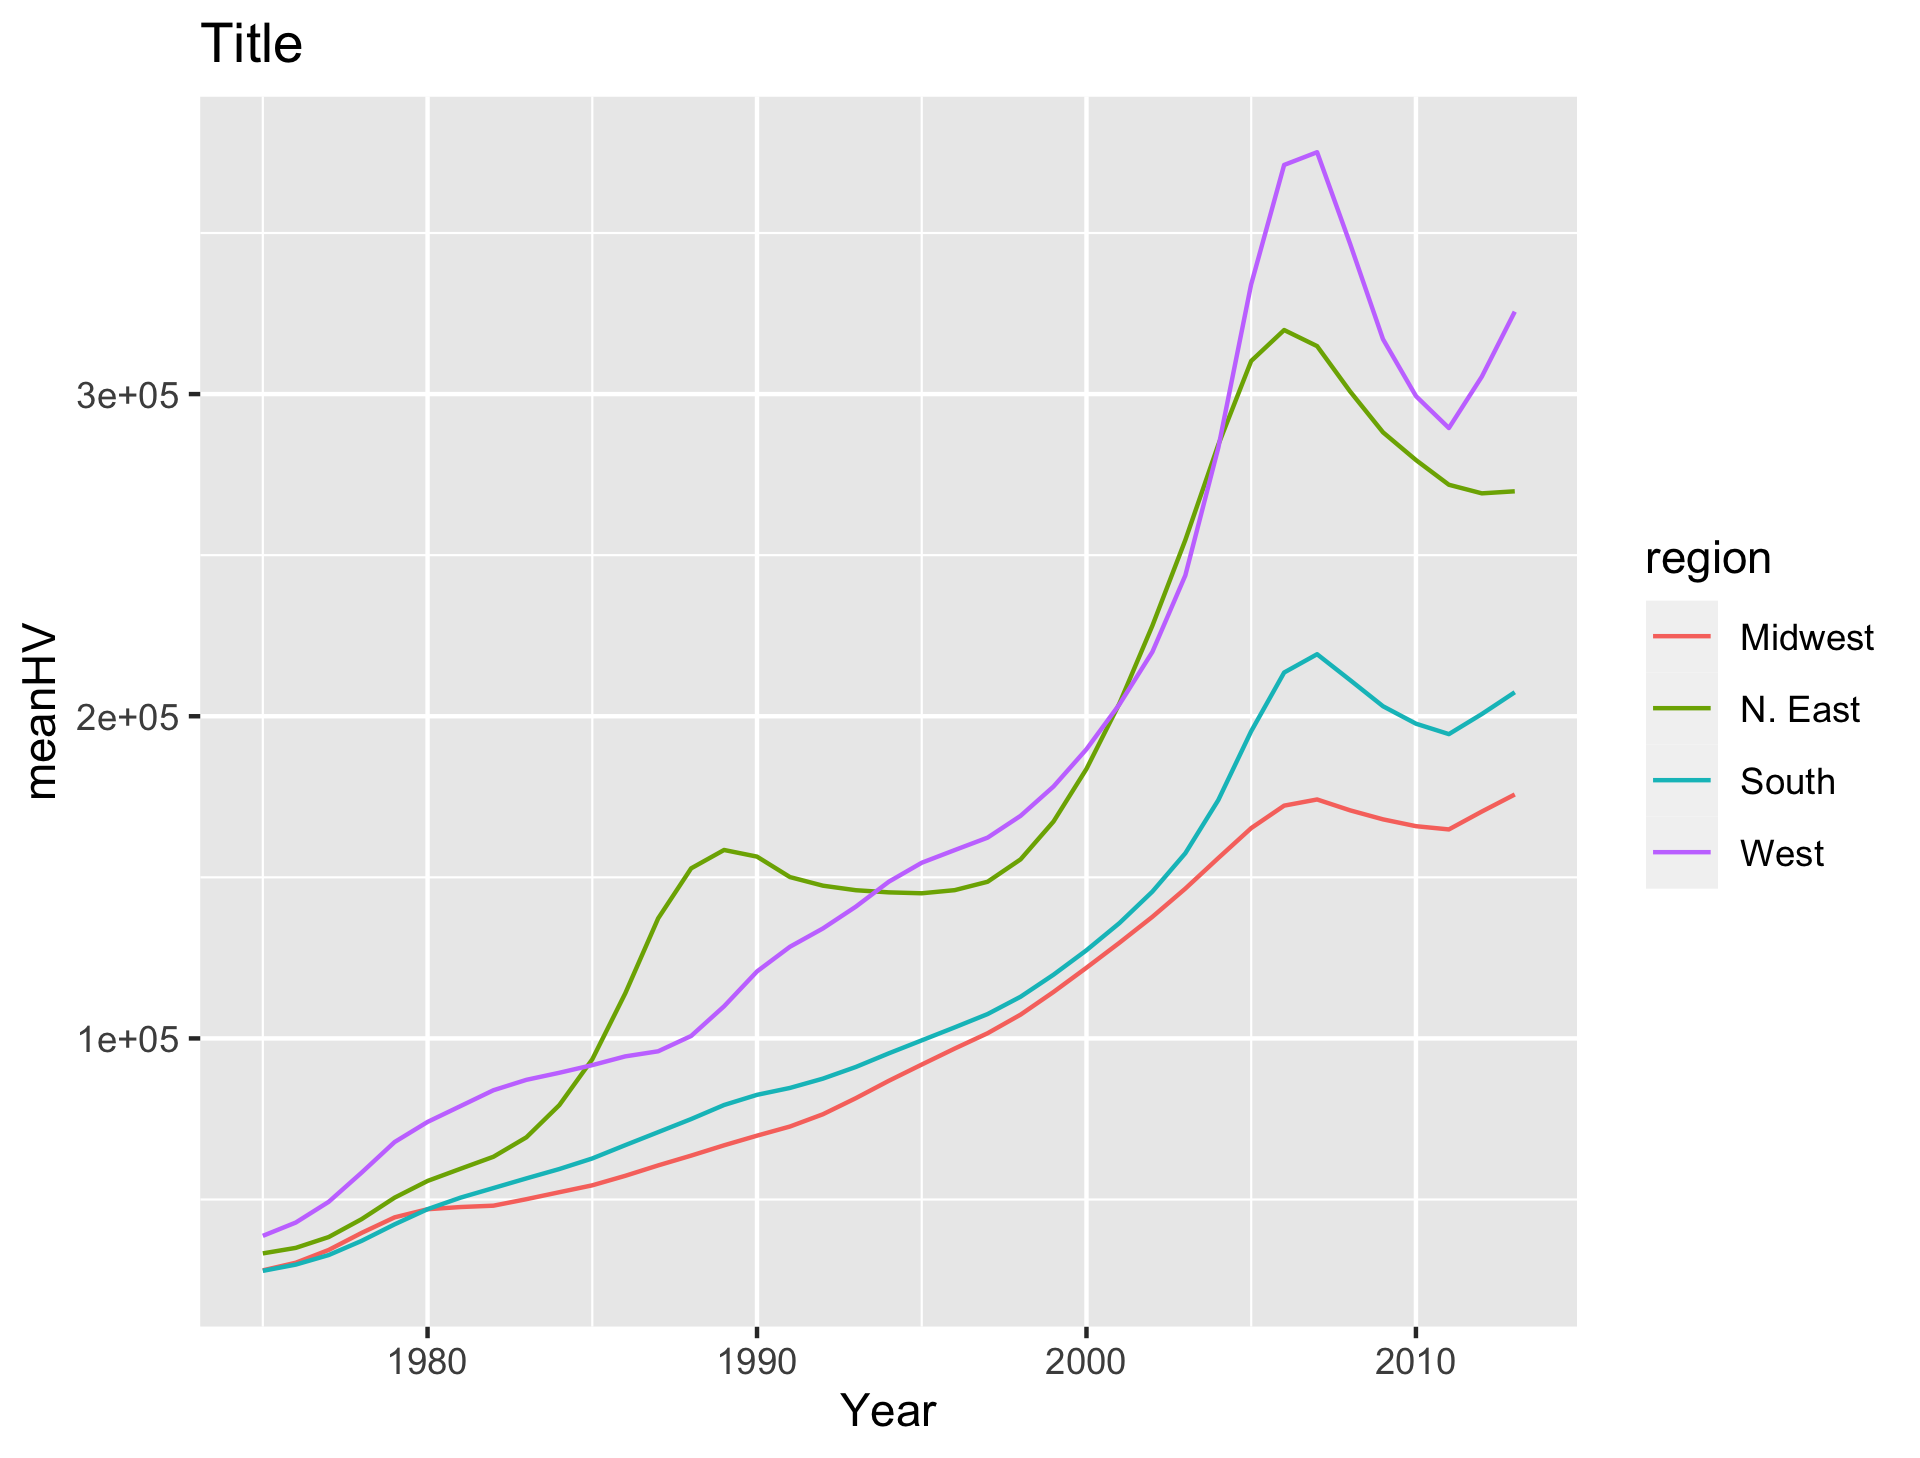 Title
3e+05
2e+05
1e+05
meanHV
1980
1990
2000
2010
Year
region
Midwest
N. East
South
West